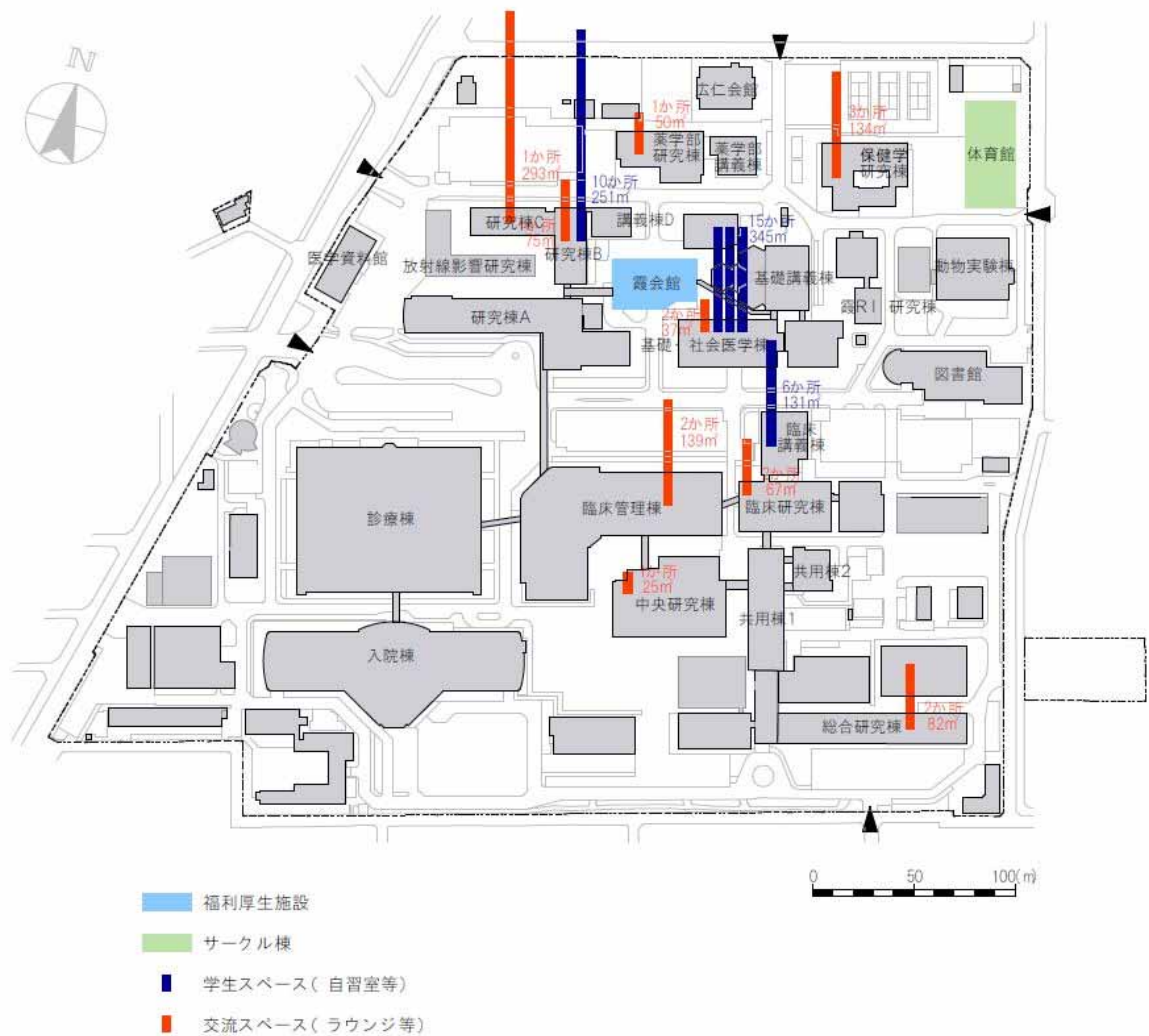 N
広仁会館
1か所
50㎡
薬学部
研究棟
薬学部
講義棟
3か所
134㎡
保健学
研究棟
体育館
1か所
293㎡
10か所
251㎡
研究棟C
75㎡
研究棟B
講義棟D
15か所
345㎡
医学資料館
放射線影響研究棟
霞会館
基礎講義棟
霞RI
研究棟
動物実験棟
研究棟A
2か所
37㎡
基礎・社会医学棟
図書館
6か所
131㎡
2か所
139㎡
臨床
講義棟
2か所
67㎡
診療棟
臨床管理棟
臨床研究棟
1か所
25㎡
中央研究棟
共用棟2
共用棟1
入院棟
2か所
82㎡
総合研究棟
0 50 100(m)
福利厚生施設
サークル棟
学生スペース( 自習室等)
交流スペース( ラウンジ等)